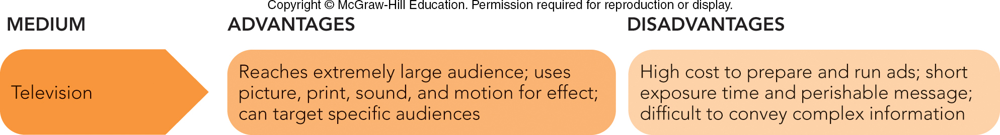 Copyright © McGraw-Hill Education. Permission required for reproduction or display.
MEDIUM
ADVANTAGES
DISADVANTAGES
Television
Reaches extremely large audience; uses
picture, print, sound, and motion for effect;
can target specific audiences
High cost to prepare and run ads; short
exposure time and perishable message;
difficult to convey complex information